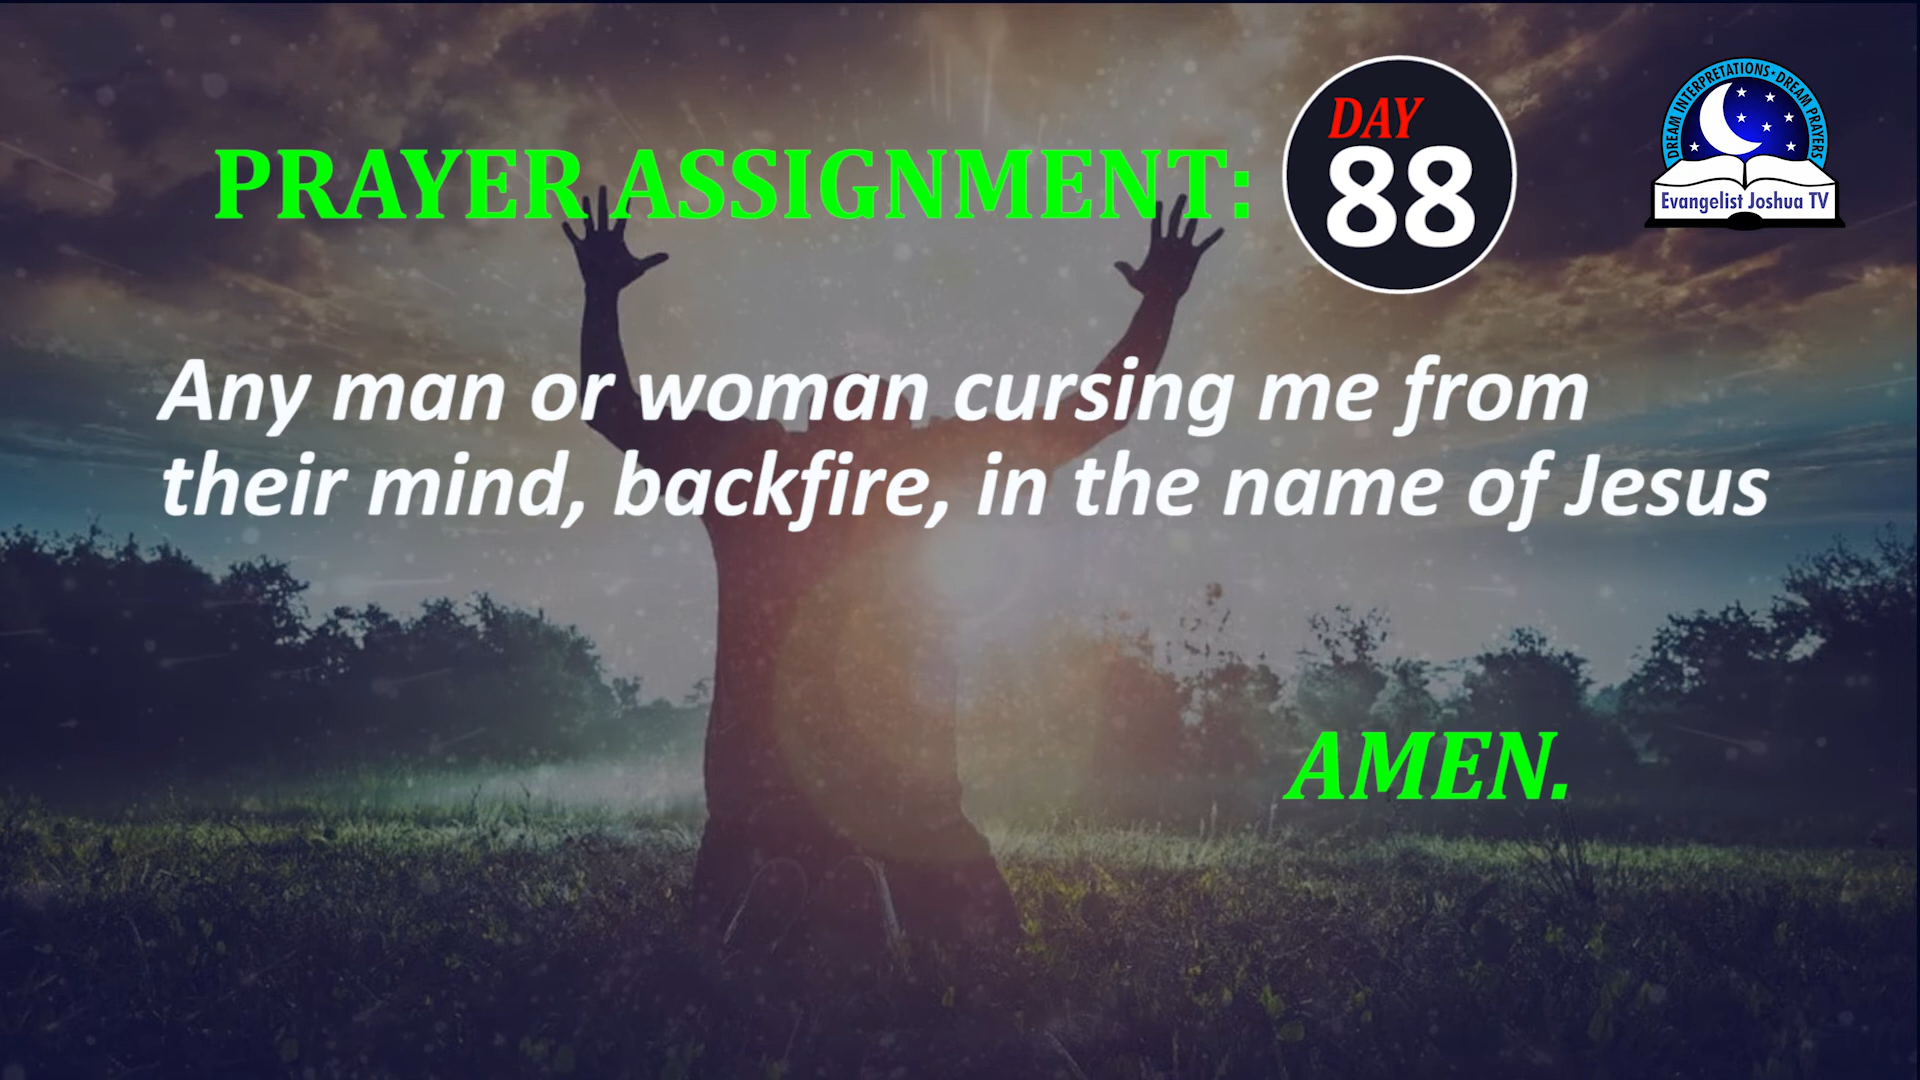 PRAYER ASSIGNMENT:
DAY
88
DREAM INTERPRETATIONS · DREAM PRAYERS
Evangelist Joshua TV
Any man or woman cursing me from
their mind, backfire, in the name of Jesus
AMEN.